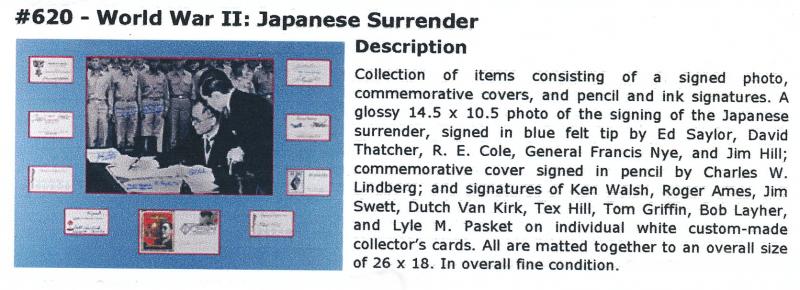 #620 - World War II: Japanese Surrender
Description
Collection of items consisting of a signed photo,
commemorative covers, and pencil and ink signatures. A
glossy 14.5 x 10.5 photo of the signing of the Japanese
surrender, signed in blue felt tip by Ed Saylor, David
Thatcher, R. E. Cole, General Francis Nye, and Jim Hill;
commemorative cover signed in pencil by Charles W.
Lindberg; and signatures of Ken Walsh, Roger Ames, Jim
Swett, Dutch Van Kirk, Tex Hill, Tom Griffin, Bob Layher,
and Lyle M. Pasket on individual white custom-made
collector's cards. All are matted together to an overall size
of 26 x 18. In overall fine condition.